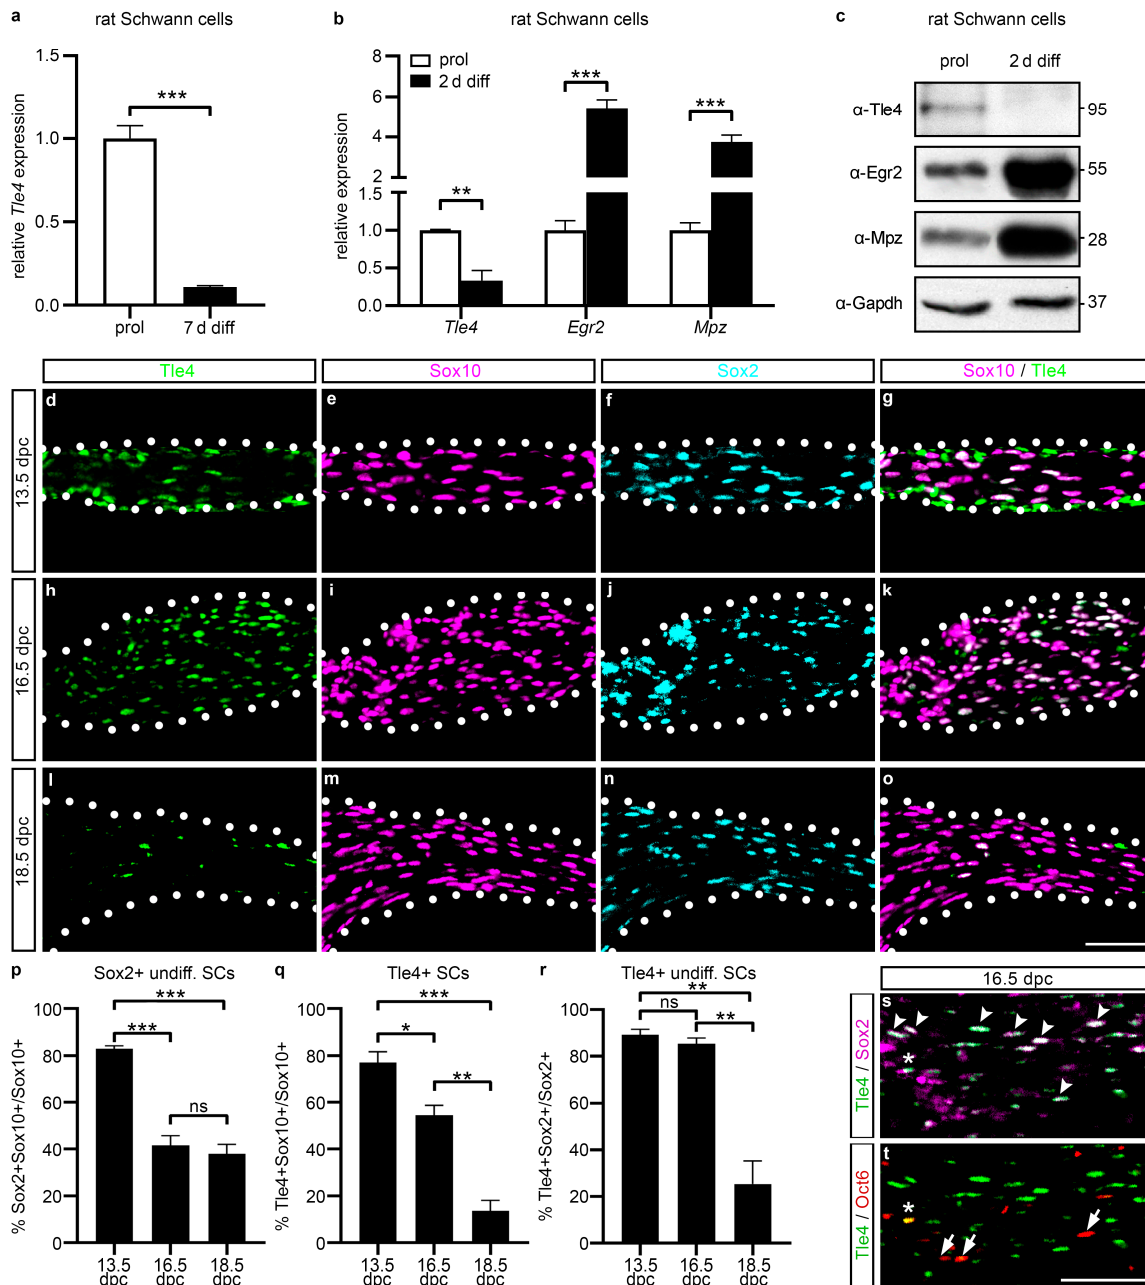 a
rat Schwann cells
relative Tle4 expression
1.5
1.0
0.5
0.0
***
prol
7 d diff
b
rat Schwann cells
relative expression
8
6
4
2
1.5
1.0
0.5
0.0
prol
2 d diff
**
***
***
Tle4
Egr2
Mpz
c
rat Schwann cells
prol
2 d diff
α-Tle4
95
α-Egr2
55
α-Mpz
28
α-Gapdh
37
Tle4
Sox10
Sox2
Sox10 / Tle4
13.5 dpc
d
e
f
g
16.5 dpc
h
i
j
k
18.5 dpc
l
m
n
o
p
Sox2+ undiff. SCs
% Sox2+Sox10+/Sox10+
100
80
60
40
20
0
***
***
ns
13.5 dpc
16.5 dpc
18.5 dpc
q
Tle4+ SCs
% Tle4+Sox10+/Sox10+
100
80
60
40
20
0
***
*
**
13.5 dpc
16.5 dpc
18.5 dpc
r
Tle4+ undiff. SCs
% Tle4+Sox2+/Sox2+
100
80
60
40
20
0
**
ns
**
13.5 dpc
16.5 dpc
18.5 dpc
16.5 dpc
Tle4 / Sox2
s
*
Tle4 / Oct6
t
*